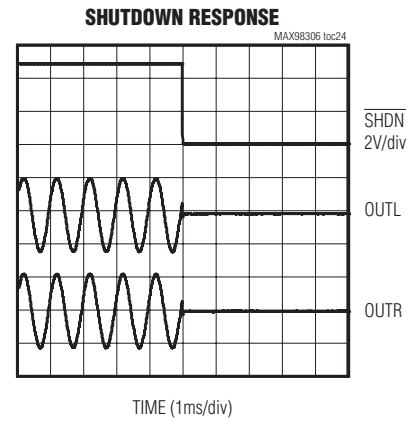 SHUTDOWN RESPONSE
MAX98306 toc24
SHDN
2V/div
OUTL
OUTR
TIME (1ms/div)